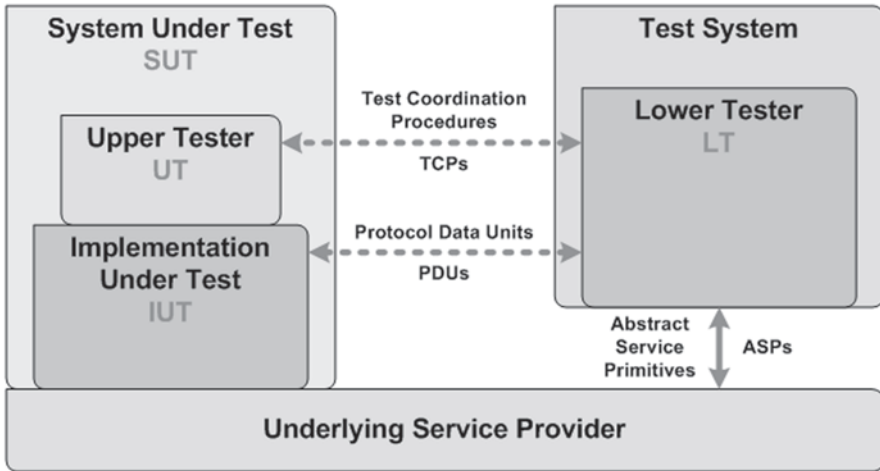 System Under Test
SUT
Test System
Test Coordination
Procedures
TCPs
Upper Tester
UT
Lower Tester
LT
Protocol Data Units
PDUs
Implementation
Under Test
IUT
Abstract
Service
Primitives
ASPs
Underlying Service Provider